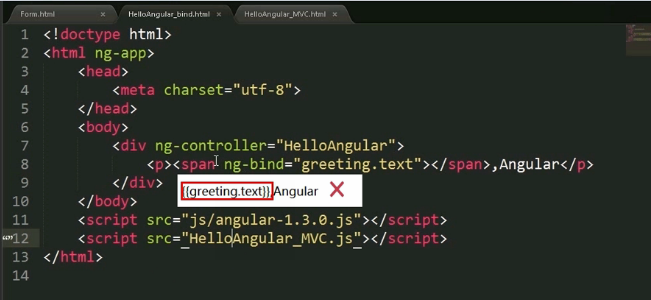 Form.html × HelloAngular_bind.html × HelloAngular_MVC.html ×
1 <!doctype html>
2 <html ng-app>
3     <head>
4         <meta charset="utf-8">
5     </head>
6     <body>
7         <div ng-controller="HelloAngular">
8             <p><span ng-bind="greeting.text"></span>,Angular</p>
9         </div>
{{greeting.text}},Angular ×
10     </body>
11     <script src="js/angular-1.3.0.js"></script>
12     <script src="HelloAngular_MVC.js"></script>
13 </html>
14